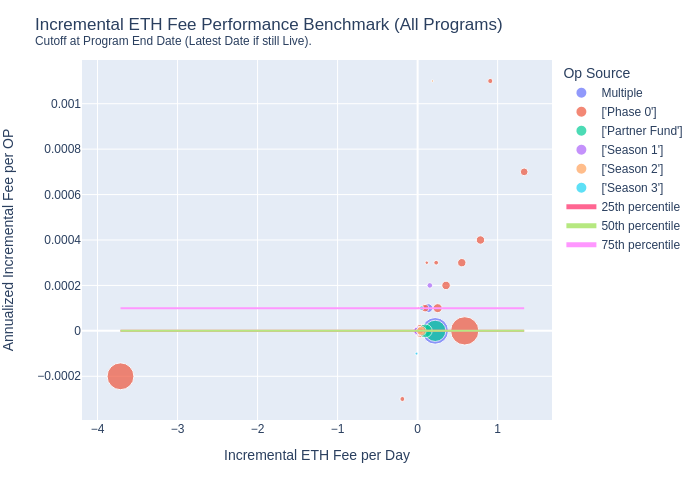 Incremental ETH Fee Performance Benchmark (All Programs)
Cutoff at Program End Date (Latest Date if still Live).
Op Source
Multiple
['Phase 0']
['Partner Fund']
['Season 1']
['Season 2']
['Season 3']
25th percentile
50th percentile
75th percentile
Annualized Incremental Fee per OP
0.001
0.0008
0.0006
0.0004
0.0002
0
−0.0002
−4
−3
−2
−1
0
1
Incremental ETH Fee per Day